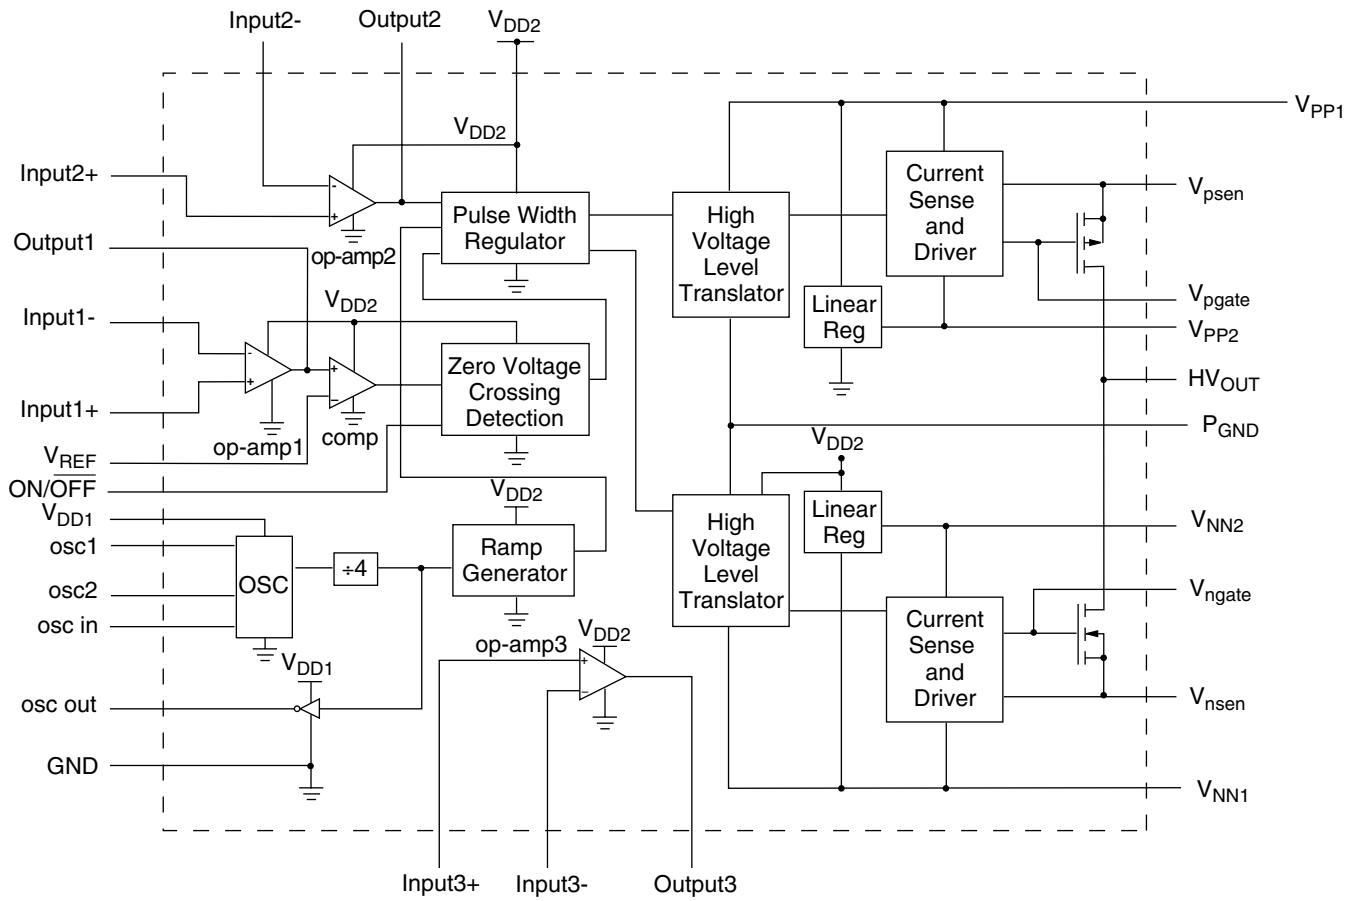 Input2-
Output2
VDD2
VPP1
VDD2
Input2+
-
+
op-amp2
Pulse Width
Regulator
High
Voltage
Level
Translator
Current
Sense
and
Driver
Vpsen
Output1
Vpgate
Linear
Reg
VPP2
VDD2
Input1-
-
+
op-amp1
+
−
comp
Zero Voltage
Crossing
Detection
HVOUT
Input1+
PGND
VDD2
VREF
ON/O̅F̅F̅
VDD1
osc1
osc2
osc in
OSC
÷4
VDD2
Ramp
Generator
High
Voltage
Level
Translator
Linear
Reg
VNN2
Vngate
Current
Sense
and
Driver
Vnsen
op-amp3
VDD2
+
−
VDD1
osc out
GND
VNN1
Input3+
Input3-
Output3